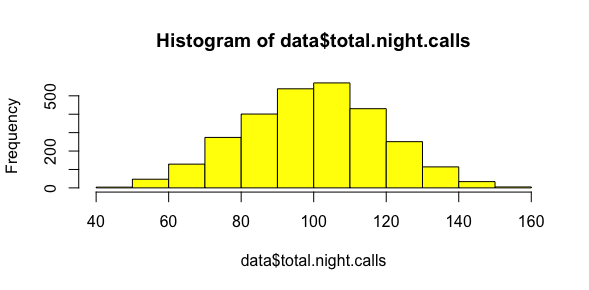 Histogram of data$total.night.calls
Frequency
500
200
0
40 60 80 100 120 140 160
data$total.night.calls